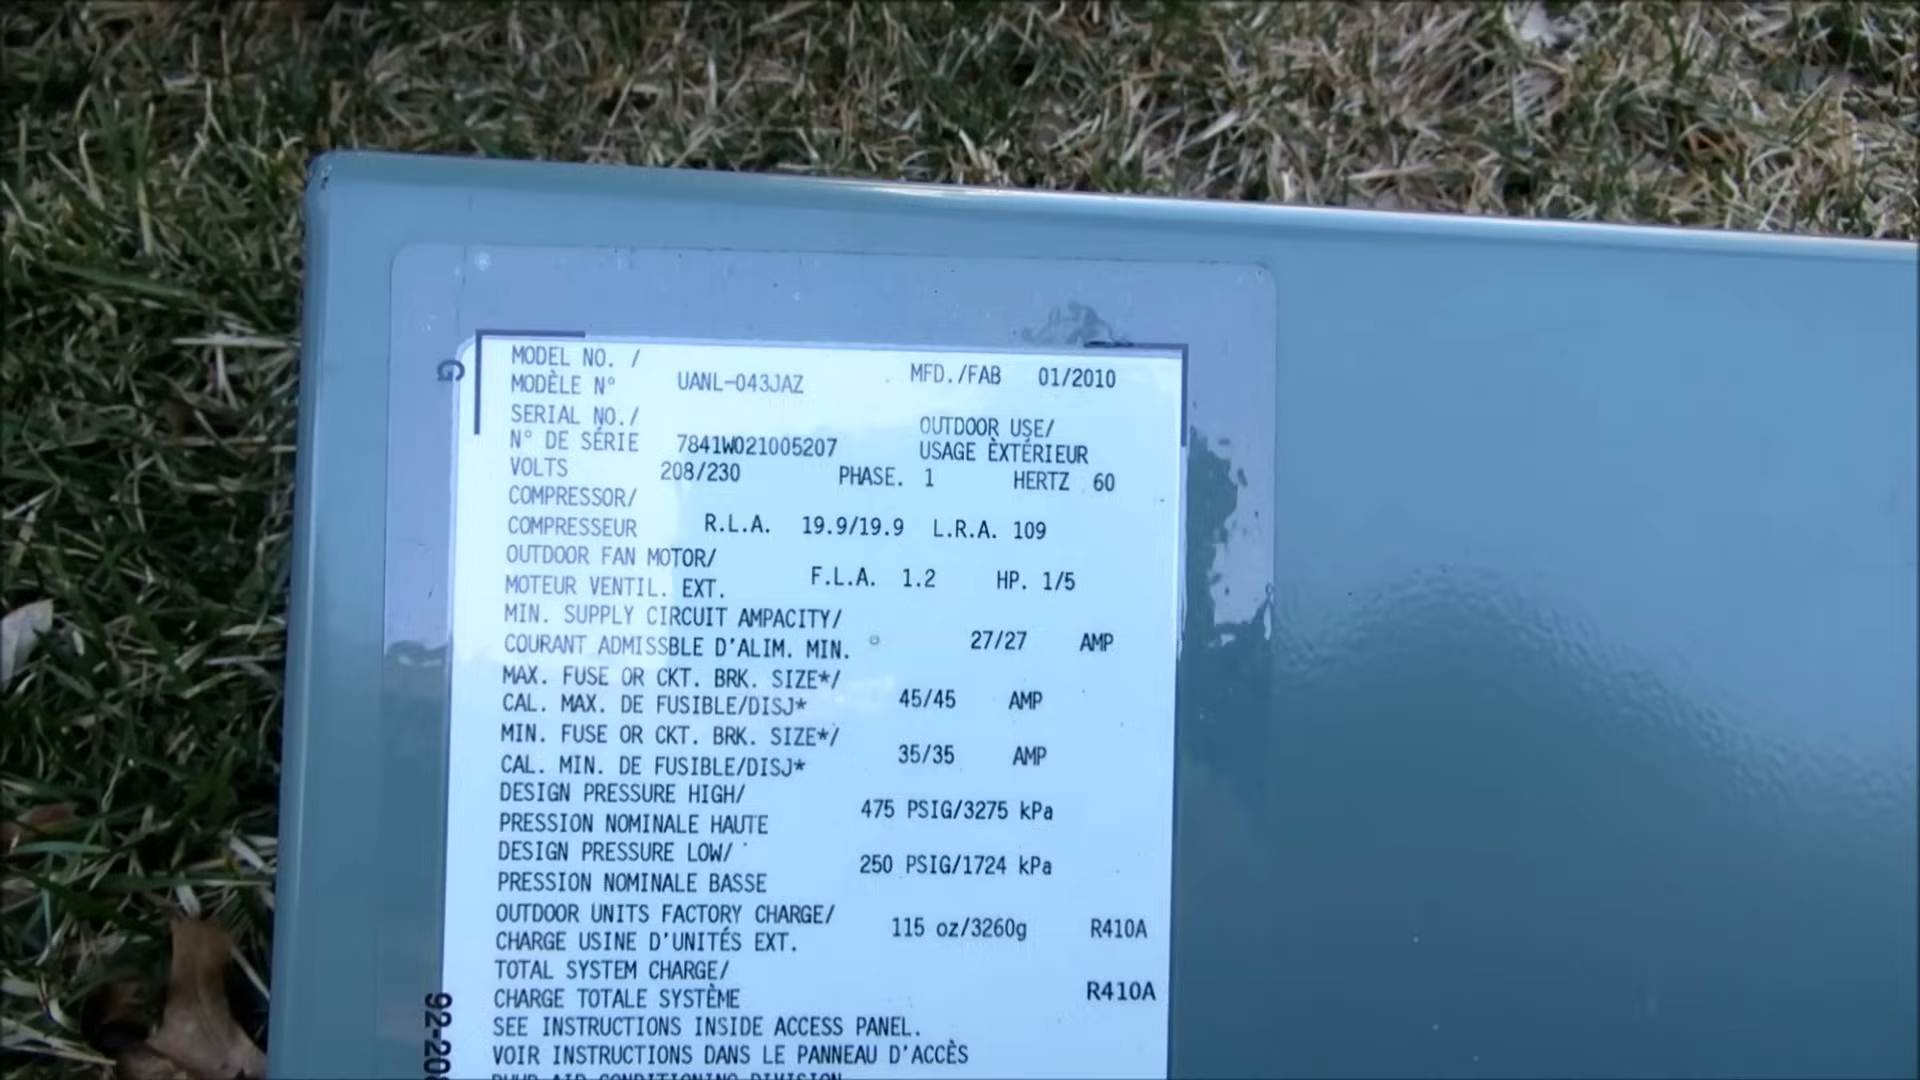 MODEL NO. /
MODÈLE N° UANL-043JAZ MFD./FAB 01/2010
SERIAL NO./ OUTDOOR USE/
N° DE SÉRIE 7841W021005207 USAGE ÈXTÉRIEUR
VOLTS 208/230 PHASE. 1 HERTZ 60
COMPRESSOR/
COMPRESSEUR R.L.A. 19.9/19.9 L.R.A. 109
OUTDOOR FAN MOTOR/
MOTEUR VENTIL. EXT. F.L.A. 1.2 HP. 1/5
MIN. SUPPLY CIRCUIT AMPACITY/
COURANT ADMISSBLE D'ALIM. MIN. 27/27 AMP
MAX. FUSE OR CKT. BRK. SIZE*/
CAL. MAX. DE FUSIBLE/DISJ* 45/45 AMP
MIN. FUSE OR CKT. BRK. SIZE*/
CAL. MIN. DE FUSIBLE/DISJ* 35/35 AMP
DESIGN PRESSURE HIGH/
PRESSION NOMINALE HAUTE 475 PSIG/3275 kPa
DESIGN PRESSURE LOW/
PRESSION NOMINALE BASSE 250 PSIG/1724 kPa
OUTDOOR UNITS FACTORY CHARGE/
CHARGE USINE D'UNITÉS EXT. 115 oz/3260g R410A
TOTAL SYSTEM CHARGE/
CHARGE TOTALE SYSTÈME R410A
SEE INSTRUCTIONS INSIDE ACCESS PANEL.
VOIR INSTRUCTIONS DANS LE PANNEAU D'ACCÈS
AIR CONDITIONING DIVISION
G
92-20